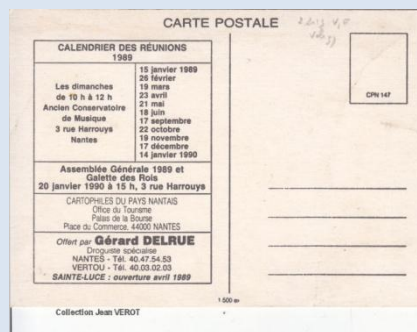 CARTE POSTALE
CALENDRIER DES RÉUNIONS
1989
Les dimanches
de 10 h à 12 h
Ancien Conservatoire
de Musique
3 rue Harrouys
Nantes
15 janvier 1989
26 février
19 mars
23 avril
21 mai
18 juin
17 septembre
22 octobre
19 novembre
17 décembre
14 janvier 1990
Assemblée Générale 1989 et
Galette des Rois
20 janvier 1990 à 15 h, 3 rue Harrouys
CARTOPHILES DU PAYS NANTAIS
Office du Tourisme
Palais de la Bourse
Place du Commerce, 44000 NANTES
Offert par Gérard DELRUE
Droguiste spécialisé
NANTES - Tél. 40.47.54.53
VERTOU - Tél. 40.03.02.03
SAINTE-LUCE : ouverture avril 1989
CPN 147
1 500 ex
Collection Jean VEROT